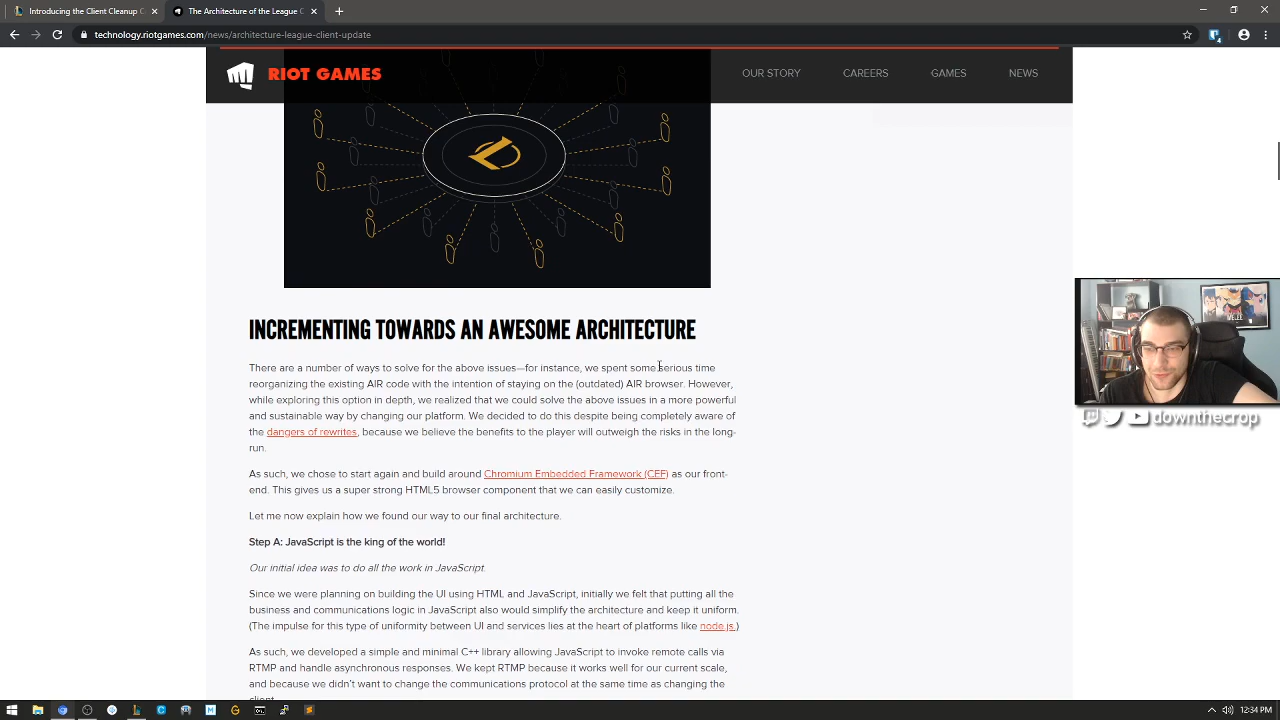 Introducing the Client Cleanup C
The Architecture of the League C
technology.riotgames.com/news/architecture-league-client-update
RIOT GAMES
OUR STORY
CAREERS
GAMES
NEWS
INCREMENTING TOWARDS AN AWESOME ARCHITECTURE
There are a number of ways to solve for the above issues—for instance, we spent some serious time
reorganizing the existing AIR code with the intention of staying on the (outdated) AIR browser. However,
while exploring this option in depth, we realized that we could solve the above issues in a more powerful
and sustainable way by changing our platform. We decided to do this despite being completely aware of
the dangers of rewrites, because we believe the benefits to the player will outweigh the risks in the long-
run.
As such, we chose to start again and build around Chromium Embedded Framework (CEF) as our front-
end. This gives us a super strong HTML5 browser component that we can easily customize.
Let me now explain how we found our way to our final architecture.
Step A: JavaScript is the king of the world!
Our initial idea was to do all the work in JavaScript.
Since we were planning on building the UI using HTML and JavaScript, initially we felt that putting all the
business and communications logic in JavaScript also would simplify the architecture and keep it uniform.
(The impulse for this type of uniformity between UI and services lies at the heart of platforms like node.js.)
As such, we developed a simple and minimal C++ library allowing JavaScript to invoke remote calls via
RTMP and handle asynchronous responses. We kept RTMP because it works well for our current scale,
and because we didn't want to change the communications protocol at the same time as changing the
client.
downthecrop
12:34 PM